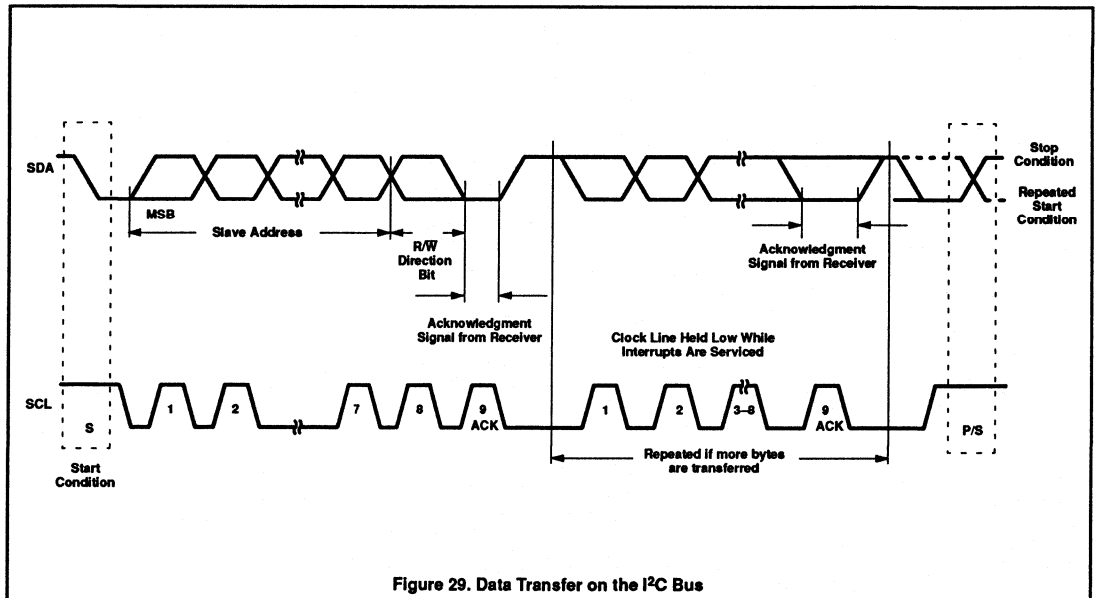 SDA
MSB
Slave Address
R/W̅
Direction
Bit
Acknowledgment
Signal from Receiver
Acknowledgment
Signal from Receiver
Stop
Condition
Repeated
Start
Condition
Clock Line Held Low While
Interrupts Are Serviced
SCL
S
1
2
7
8
9
ACK
1
2
3–8
9
ACK
P/S
Start
Condition
Repeated if more bytes
are transferred
Figure 29. Data Transfer on the I²C Bus